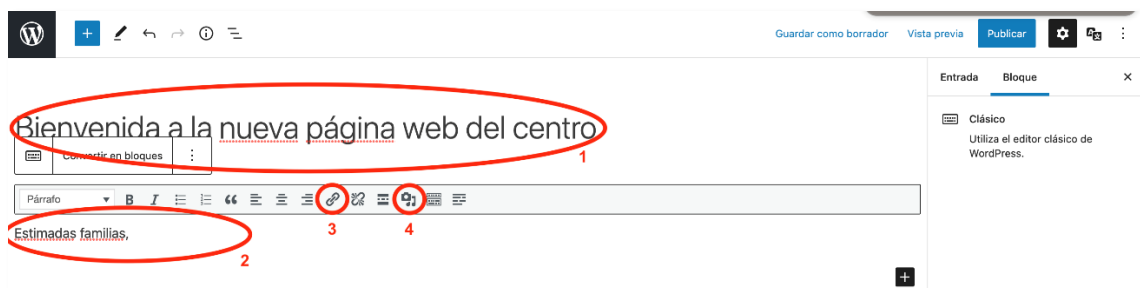 Guardar como borrador Vista previa Publicar
Entrada Bloque
Bienvenida a la nueva página web del centro
1
Convertir en bloques
Clásico
Utiliza el editor clásico de
WordPress.
Párrafo B I
3 4
Estimadas familias,
2